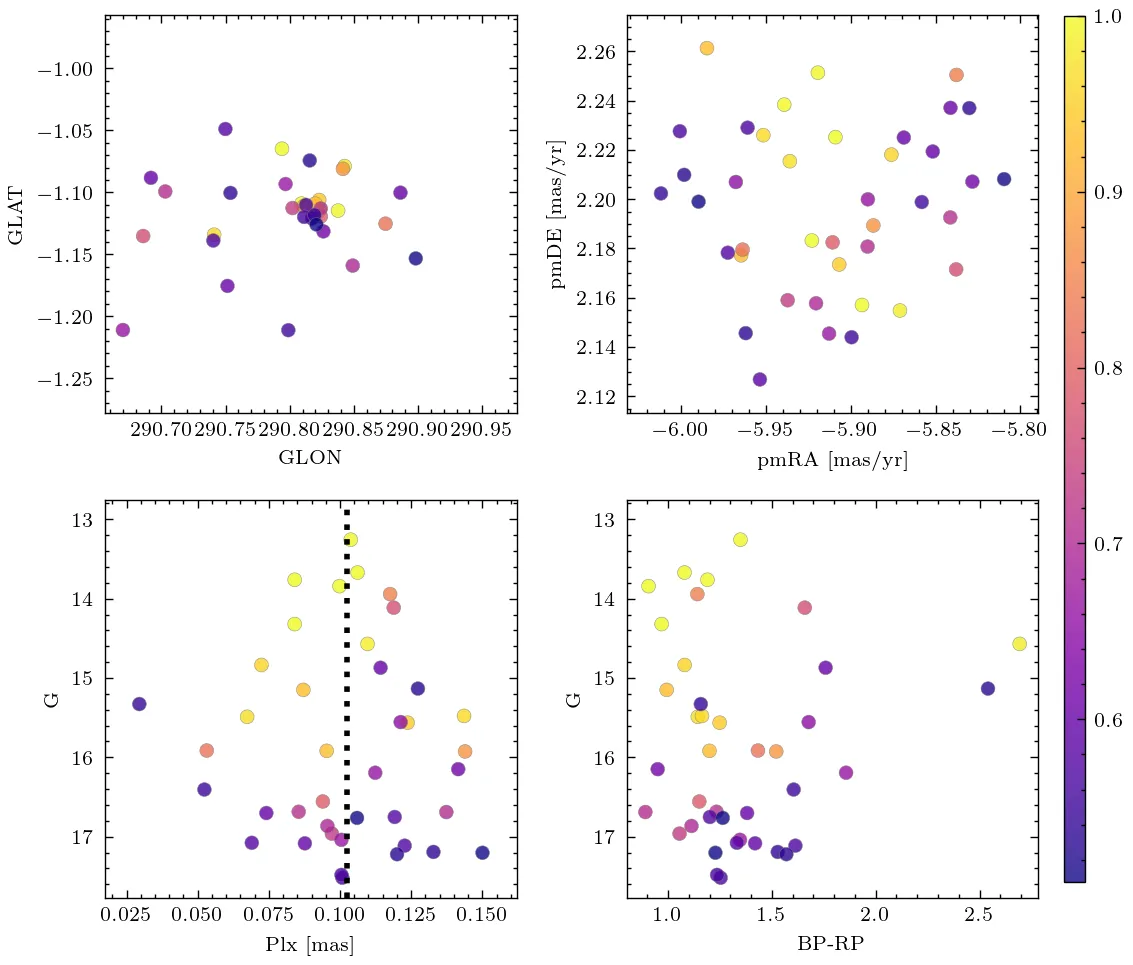 −1.00
−1.05
−1.10
−1.15
−1.20
−1.25
GLAT
290.70 290.75 290.80 290.85 290.90 290.95
GLON
2.26
2.24
2.22
2.20
2.18
2.16
2.14
2.12
pmDE [mas/yr]
−6.00 −5.95 −5.90 −5.85 −5.80
pmRA [mas/yr]
1.0
0.9
0.8
0.7
0.6
13
14
15
16
17
G
0.025 0.050 0.075 0.100 0.125 0.150
Plx [mas]
13
14
15
16
17
G
1.0 1.5 2.0 2.5
BP-RP